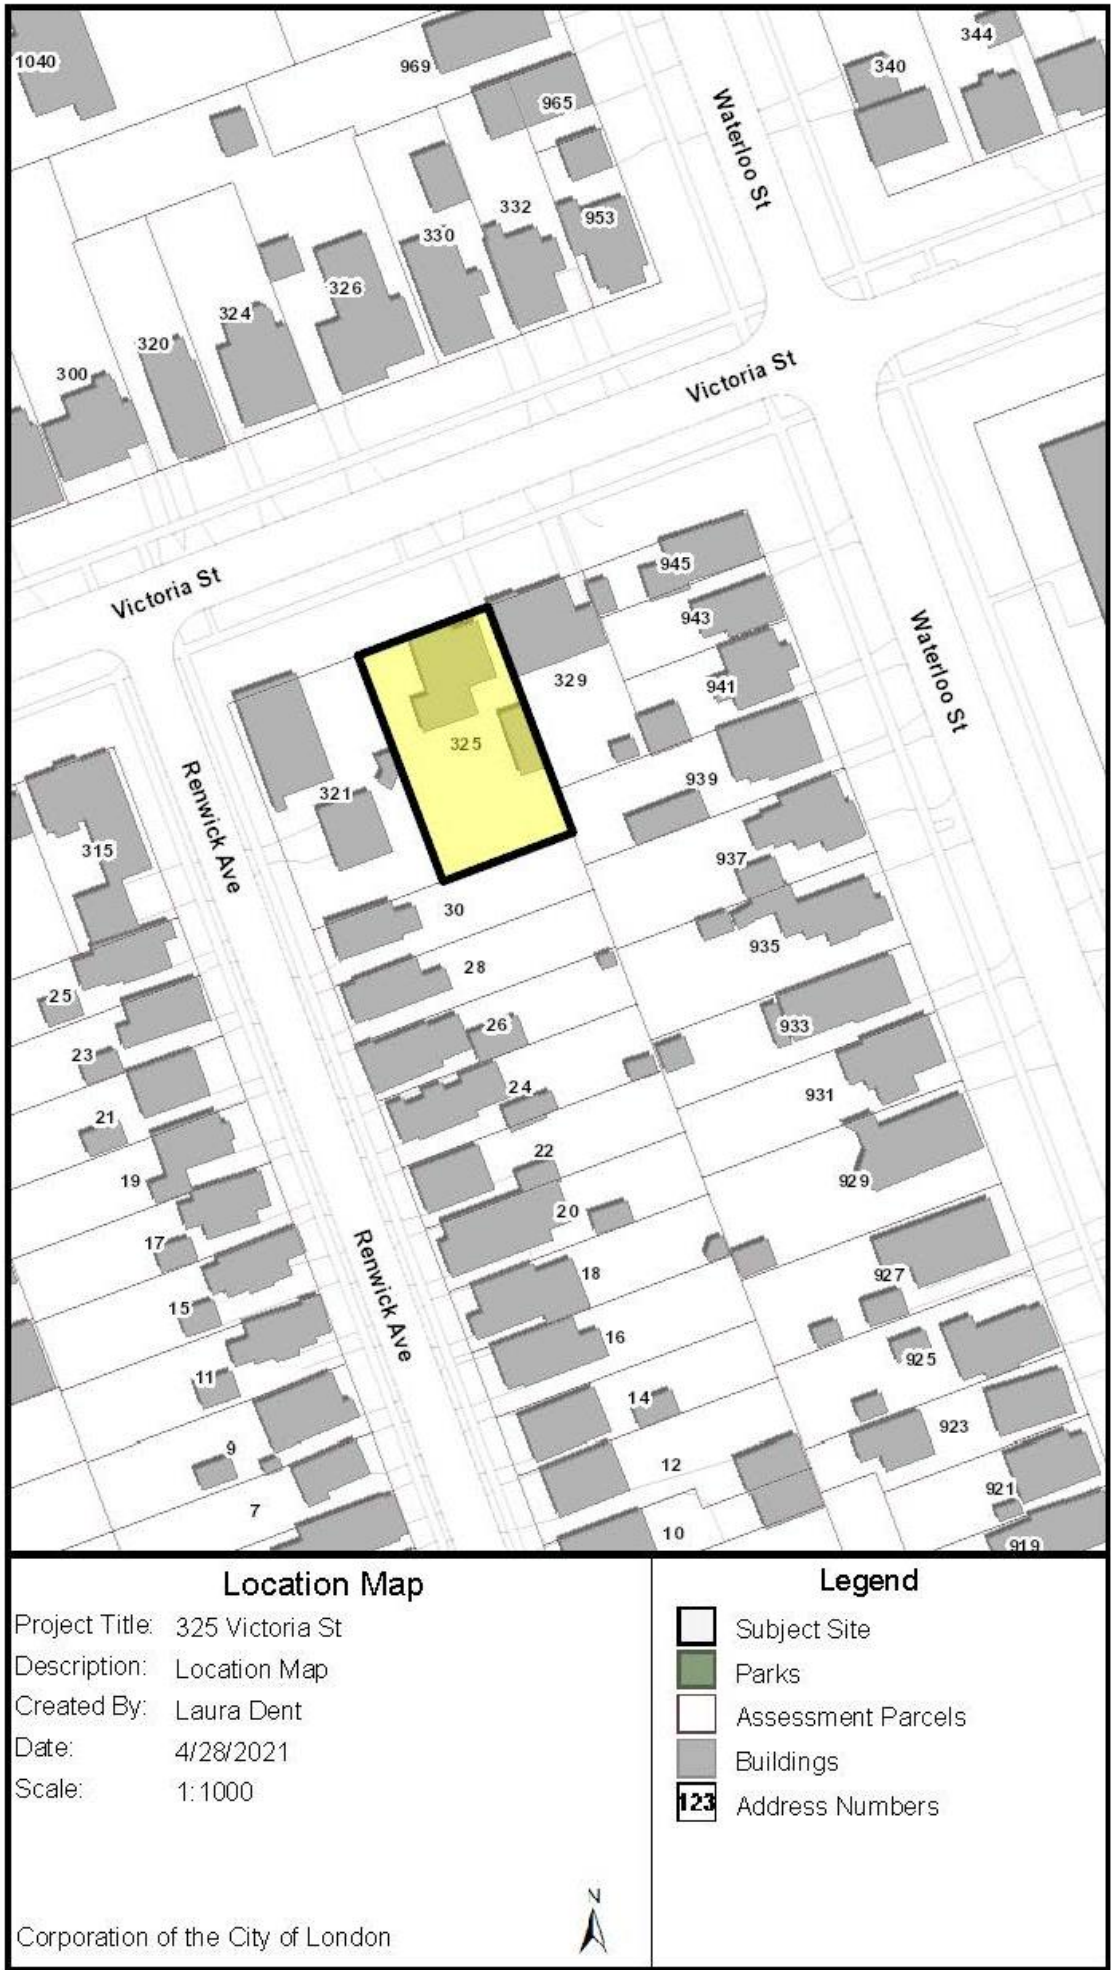 1040
969
344
340
965
Waterloo St
332
953
330
326
324
320
300
Victoria St
Victoria St
945
943
Waterloo St
329
941
325
939
321
Renwick Ave
315
937
30
935
28
25
26
933
23
24
931
21
22
929
19
20
17
18
927
15
Renwick Ave
16
925
11
14
923
9
12
921
7
10
919
Location Map
Project Title: 325 Victoria St
Description: Location Map
Created By: Laura Dent
Date: 4/28/2021
Scale: 1:1000
N
Corporation of the City of London
Legend
Subject Site
Parks
Assessment Parcels
Buildings
123 Address Numbers